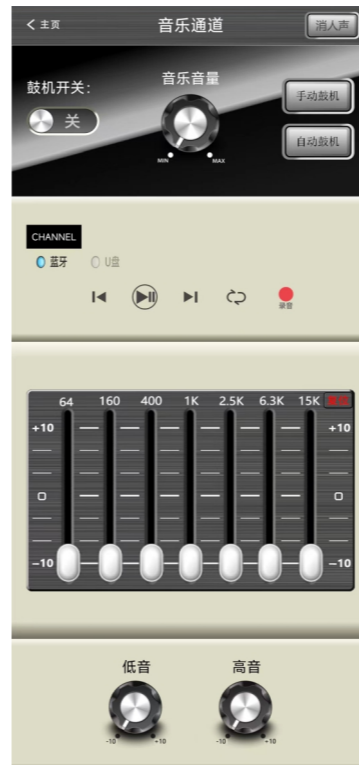 主页
音乐通道
消人声
鼓机开关:
音乐音量
手动鼓机
关
自动鼓机
MIN
MAX
CHANNEL
蓝牙
U盘
录音
64 160 400 1K 2.5K 6.3K 15K
+10 +10
0 0
-10 -10
低音 高音
-10 +10 -10 +10